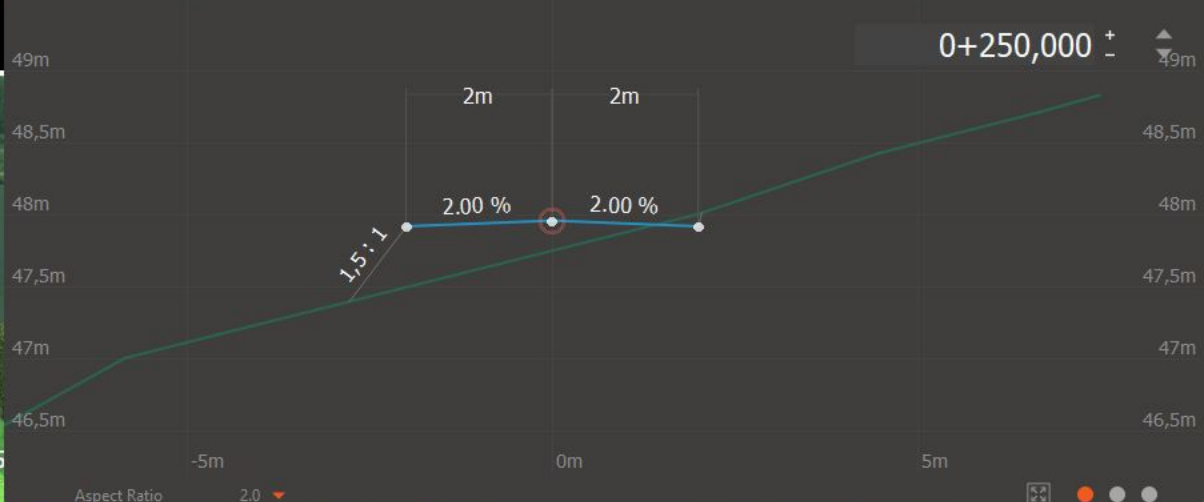 0+250,000 + -
49m 49m
2m 2m
48,5m 48,5m
2.00 % 2.00 %
48m 48m
1,5 : 1
47,5m 47,5m
47m 47m
46,5m 46,5m
-5m 0m 5m
Aspect Ratio 2.0